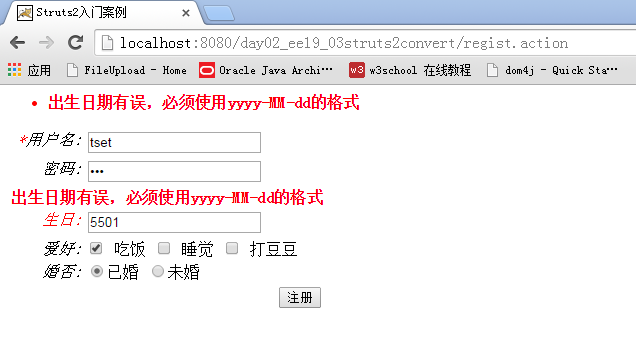 Struts2入门案例
localhost:8080/day02_ee19_03struts2convert/regist.action
应用 FileUpload - Home Oracle Java Archi… w3school 在线教程 dom4j - Quick Sta…
• 出生日期有误，必须使用yyyy-MM-dd的格式
*用户名: tset
密码: •••
出生日期有误，必须使用yyyy-MM-dd的格式
生日: 5501
爱好: 吃饭 睡觉 打豆豆
婚否: 已婚 未婚
注册